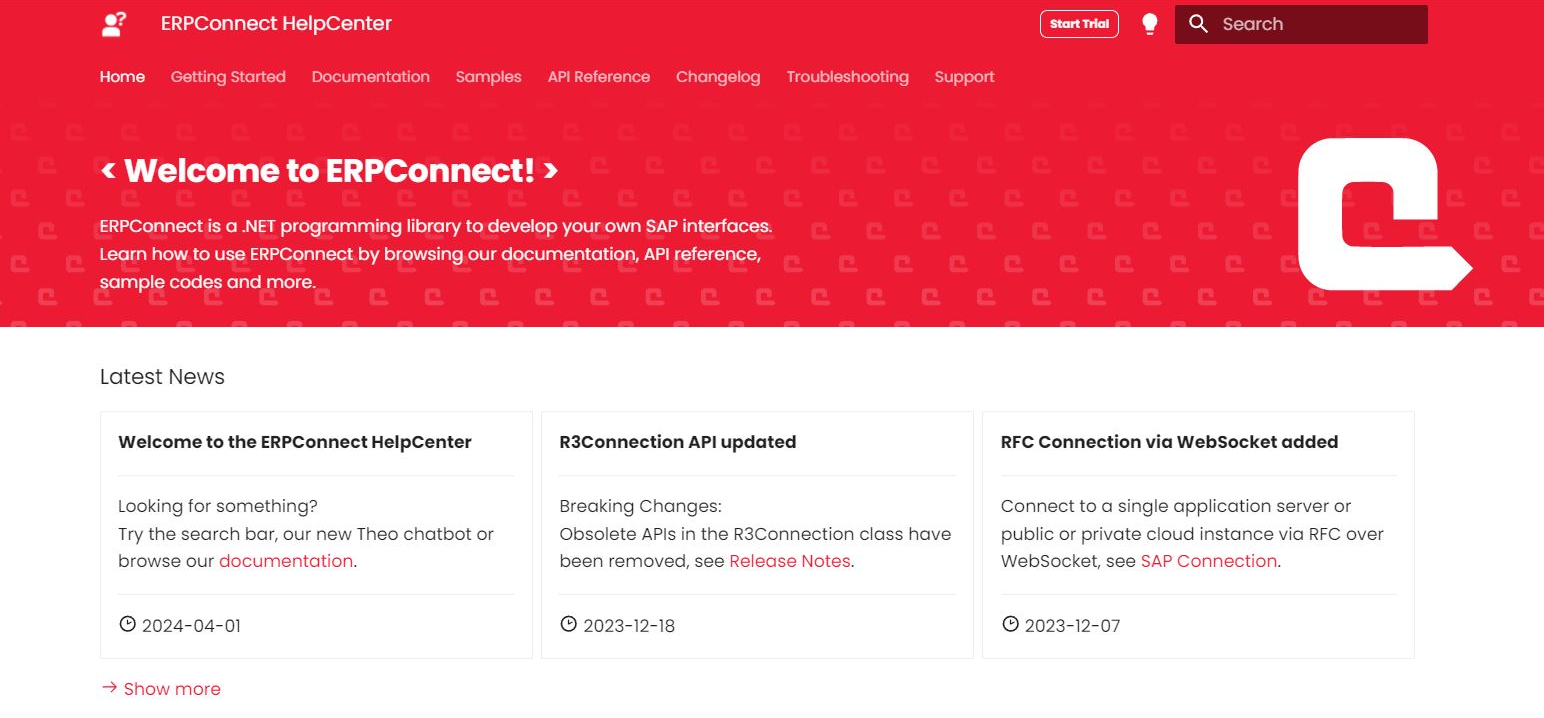 ERPConnect HelpCenter
Start Trial
Search
Home Getting Started Documentation Samples API Reference Changelog Troubleshooting Support
< Welcome to ERPConnect! >
ERPConnect is a .NET programming library to develop your own SAP interfaces.
Learn how to use ERPConnect by browsing our documentation, API reference,
sample codes and more.
Latest News
Welcome to the ERPConnect HelpCenter
Looking for something?
Try the search bar, our new Theo chatbot or
browse our documentation.
2024-04-01
R3Connection API updated
Breaking Changes:
Obsolete APIs in the R3Connection class have
been removed, see Release Notes.
2023-12-18
RFC Connection via WebSocket added
Connect to a single application server or
public or private cloud instance via RFC over
WebSocket, see SAP Connection.
2023-12-07
Show more